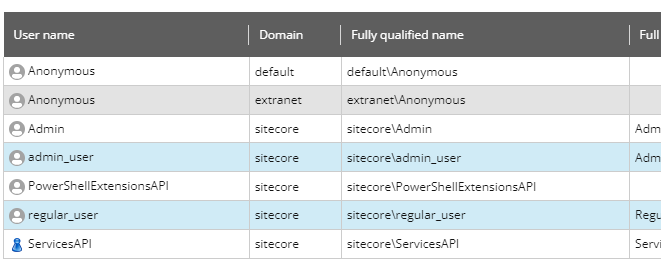 User name Domain Fully qualified name Full
Anonymous default default\Anonymous
Anonymous extranet extranet\Anonymous
Admin sitecore sitecore\Admin Adm
admin_user sitecore sitecore\admin_user Adm
PowerShellExtensionsAPI sitecore sitecore\PowerShellExtensionsAPI
regular_user sitecore sitecore\regular_user Regu
ServicesAPI sitecore sitecore\ServicesAPI Servi